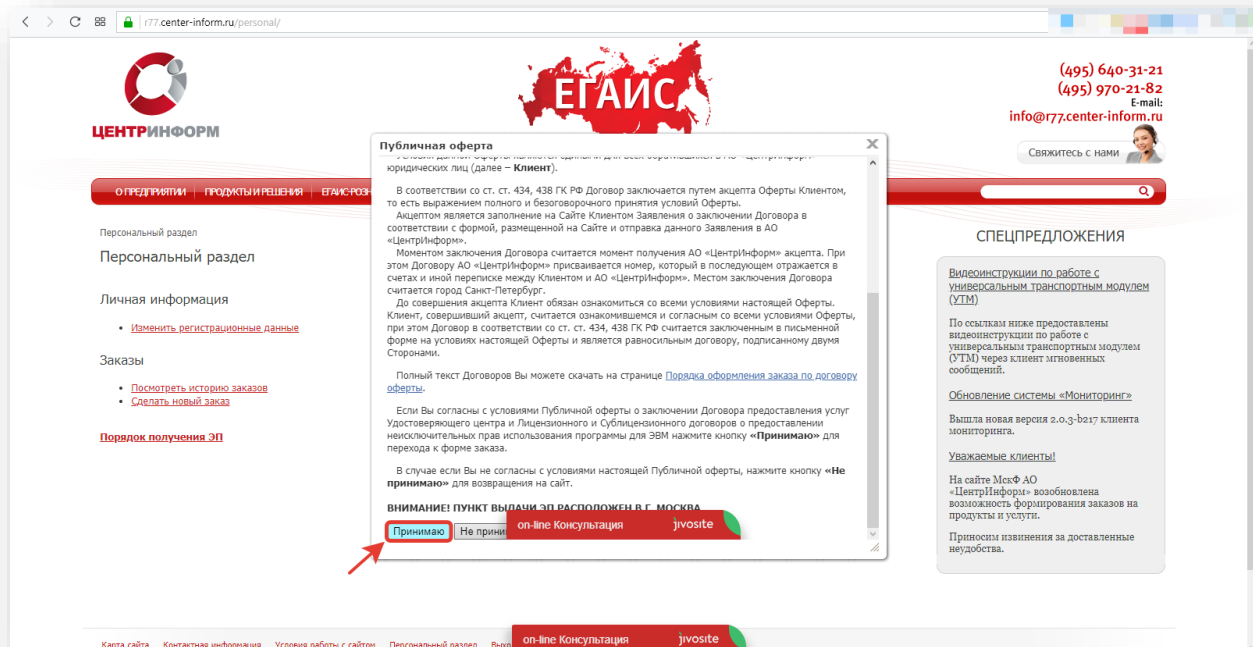 r77.center-inform.ru/personal/
ЦЕНТРИНФОРМ
ЕГАИС
(495) 640-31-21
(495) 970-21-82
E-mail:
info@r77.center-inform.ru
Свяжитесь с нами
О ПРЕДПРИЯТИИ
ПРОДУКТЫ И РЕШЕНИЯ
ЕГАИС-РОЗН
Персональный раздел
Персональный раздел
Личная информация
Изменить регистрационные данные
Заказы
Посмотреть историю заказов
Сделать новый заказ
Порядок получения ЭП
Публичная оферта
Условия данной Оферты являются едиными для всех обратившихся в АО «ЦентрИнформ»
юридических лиц (далее – Клиент).
В соответствии со ст. ст. 434, 438 ГК РФ Договор заключается путем акцепта Оферты Клиентом,
то есть выражением полного и безоговорочного принятия условий Оферты.
Акцептом является заполнение на Сайте Клиентом Заявления о заключении Договора в
соответствии с формой, размещенной на Сайте и отправка данного Заявления в АО
«ЦентрИнформ».
Моментом заключения Договора считается момент получения АО «ЦентрИнформ» акцепта. При
этом Договору АО «ЦентрИнформ» присваивается номер, который в последующем отражается в
счетах и иной переписке между Клиентом и АО «ЦентрИнформ». Местом заключения Договора
считается город Санкт-Петербург.
До совершения акцепта Клиент обязан ознакомиться со всеми условиями настоящей Оферты.
Клиент, совершивший акцепт, считается ознакомившемся и согласным со всеми условиями Оферты,
при этом Договор в соответствии со ст. ст. 434, 438 ГК РФ считается заключенным в письменной
форме на условиях настоящей Оферты и является равносильным договору, подписанному двумя
Сторонами.
Полный текст Договоров Вы можете скачать на странице Порядка оформления заказа по договору
оферты.
Если Вы согласны с условиями Публичной оферты о заключении Договора предоставления услуг
Удостоверяющего центра и Лицензионного и Сублицензионного договоров о предоставлении
неисключительных прав использования программы для ЭВМ нажмите кнопку «Принимаю» для
перехода к форме заказа.
В случае если Вы не согласны с условиями настоящей Публичной оферты, нажмите кнопку «Не
принимаю» для возвращения на сайт.
ВНИМАНИЕ! ПУНКТ ВЫДАЧИ ЭП РАСПОЛОЖЕН В Г. МОСКВА
Принимаю
Не прини
on-line Консультация
jivosite
СПЕЦПРЕДЛОЖЕНИЯ
Видеоинструкции по работе с
универсальным транспортным модулем
(УТМ)
По ссылкам ниже предоставлены
видеоинструкции по работе с
универсальным транспортным модулем
(УТМ) через клиент мгновенных
сообщений.
Обновление системы «Мониторинг»
Вышла новая версия 2.0.3-b217 клиента
мониторинга.
Уважаемые клиенты!
На сайте МскФ АО
«ЦентрИнформ» возобновлена
возможность формирования заказов на
продукты и услуги.
Приносим извинения за доставленные
неудобства.
Карта сайта
Контактная информация
Условия работы с сайтом
Персональный раздел
Выхо
on-line Консультация
jivosite